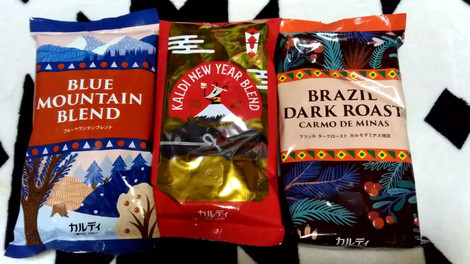 BLUE
MOUNTAIN
BLEND
ブルーマウンテンブレンド
カルディ
KALDI NEW YEAR BLEND
カルディ
BRAZIL
DARK ROAST
CARMO DE MINAS
ブラジル ダークロースト カルモデミナス地区
カルディ